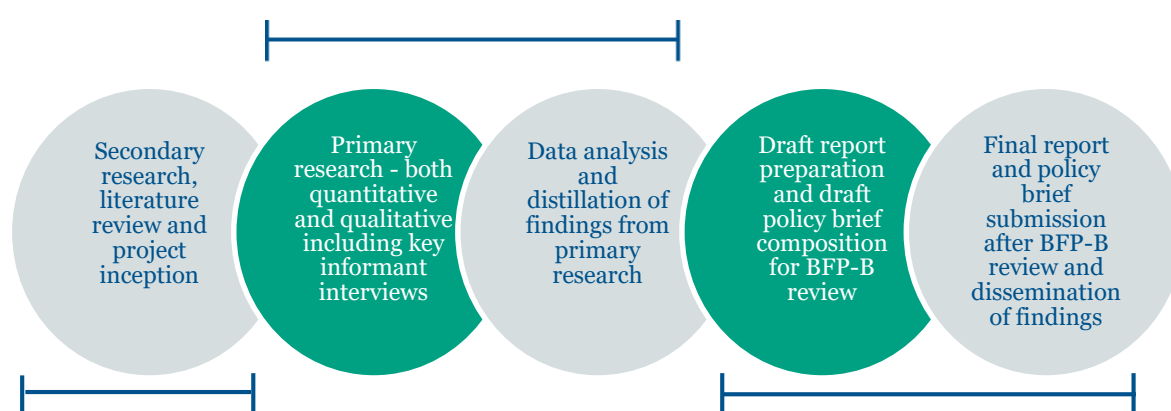 Secondary
research,
literature
review and
project
inception
Primary
research - both
quantitative
and qualitative
including key
informant
interviews
Data analysis
and
distillation of
findings from
primary
research
Draft report
preparation
and draft
policy brief
composition
for BFP-B
review
Final report
and policy
brief
submission
after BFP-B
review and
dissemination
of findings